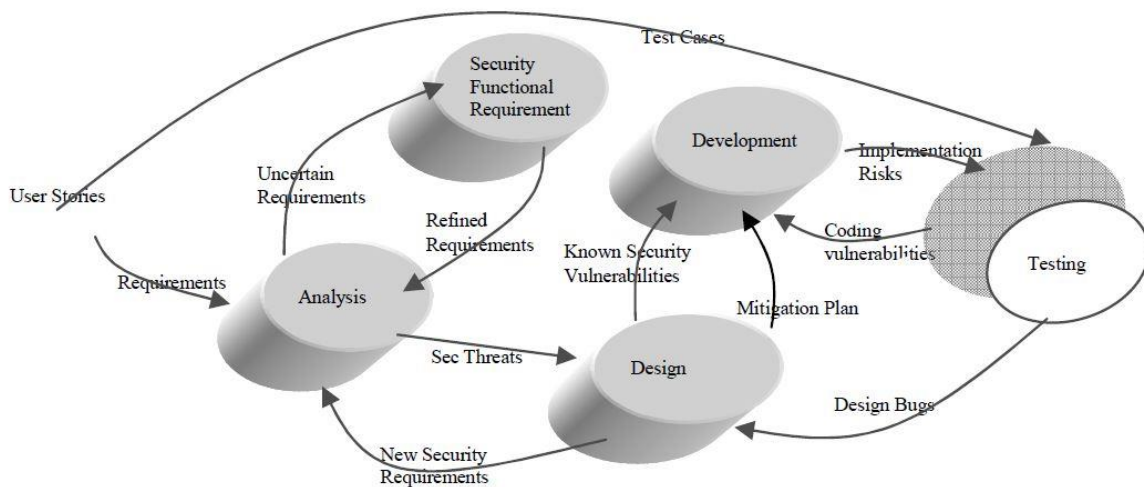 Test Cases
Security
Functional
Requirement
Development
Implementation
Risks
Uncertain
Requirements
User Stories
Refined
Requirements
Known Security
Vulnerabilities
Coding
vulnerabilities
Testing
Requirements
Analysis
Mitigation Plan
Sec Threats
Design
Design Bugs
New Security
Requirements